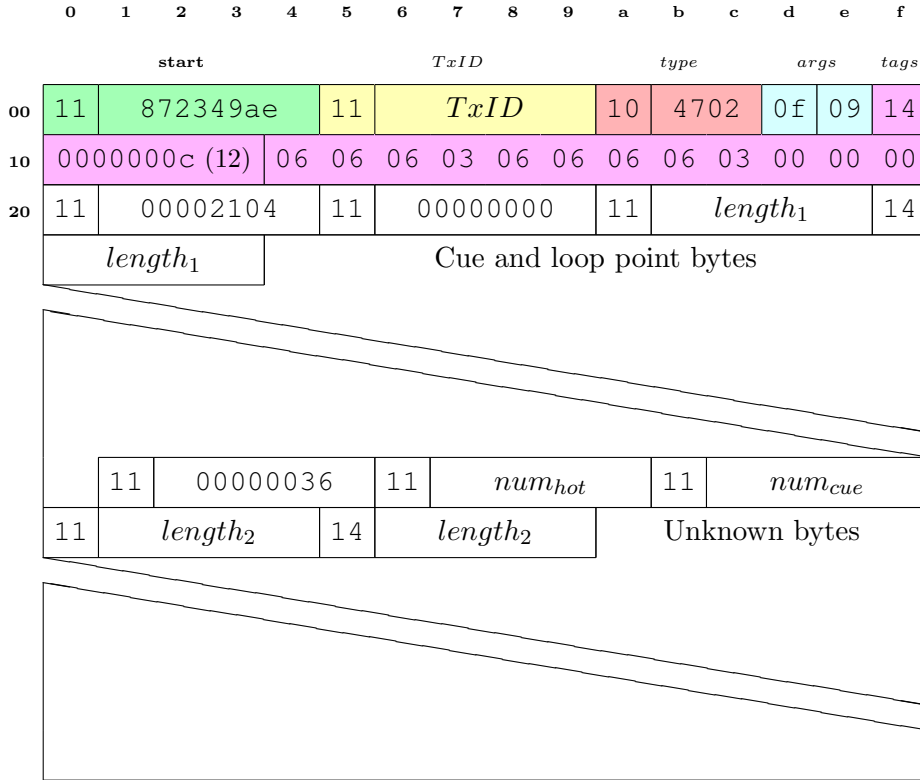 0 1 2 3 4 5 6 7 8 9 a b c d e f
start TxID type args tags
00 11 872349ae 11 TxID 10 4702 0f 09 14
10 0000000c (12) 06 06 06 03 06 06 06 06 03 00 00 00
20 11 00002104 11 00000000 11 length₁ 14
length₁ Cue and loop point bytes
11 00000036 11 num_hot 11 num_cue
11 length₂ 14 length₂ Unknown bytes